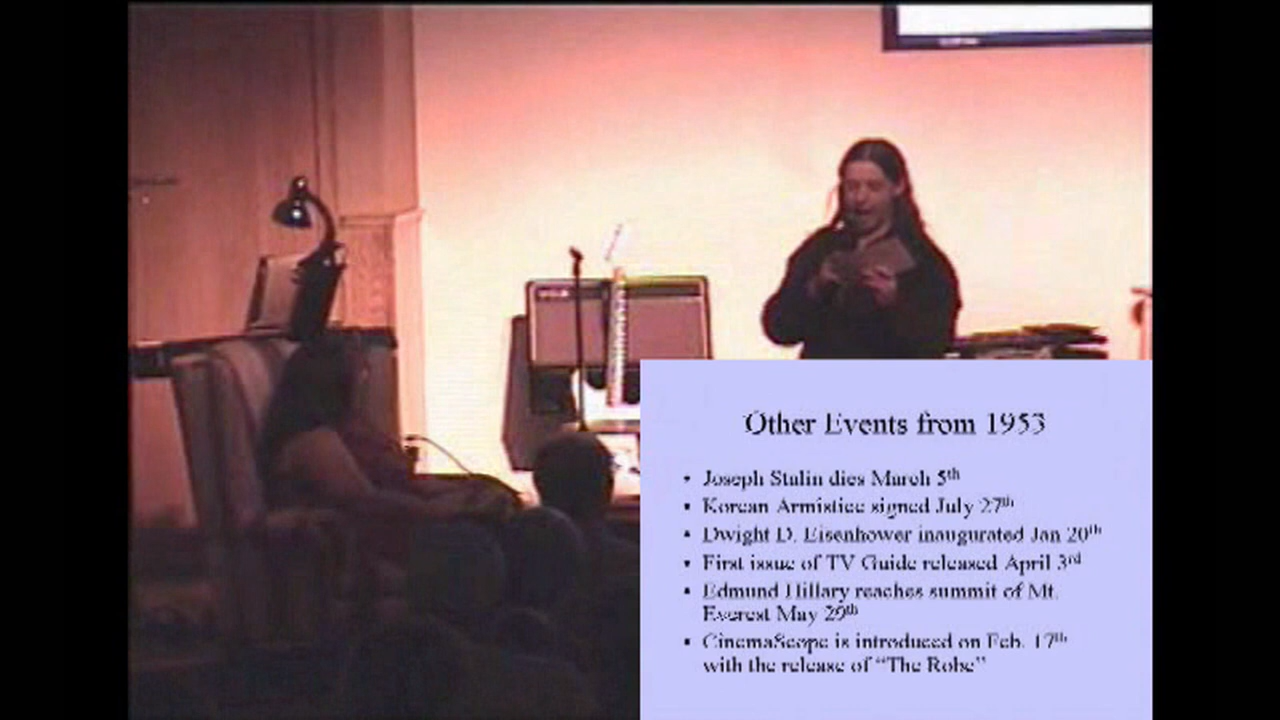 Other Events from 1953
• Joseph Stalin dies March 5th
• Korean Armistice signed July 27th
• Dwight D. Eisenhower inaugurated Jan 20th
• First issue of TV Guide released April 3rd
• Edmund Hillary reaches summit of Mt.
Everest May 29th
• CinemaScope is introduced on Feb. 17th
with the release of “The Robe”